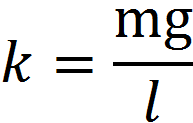 k = mg/l